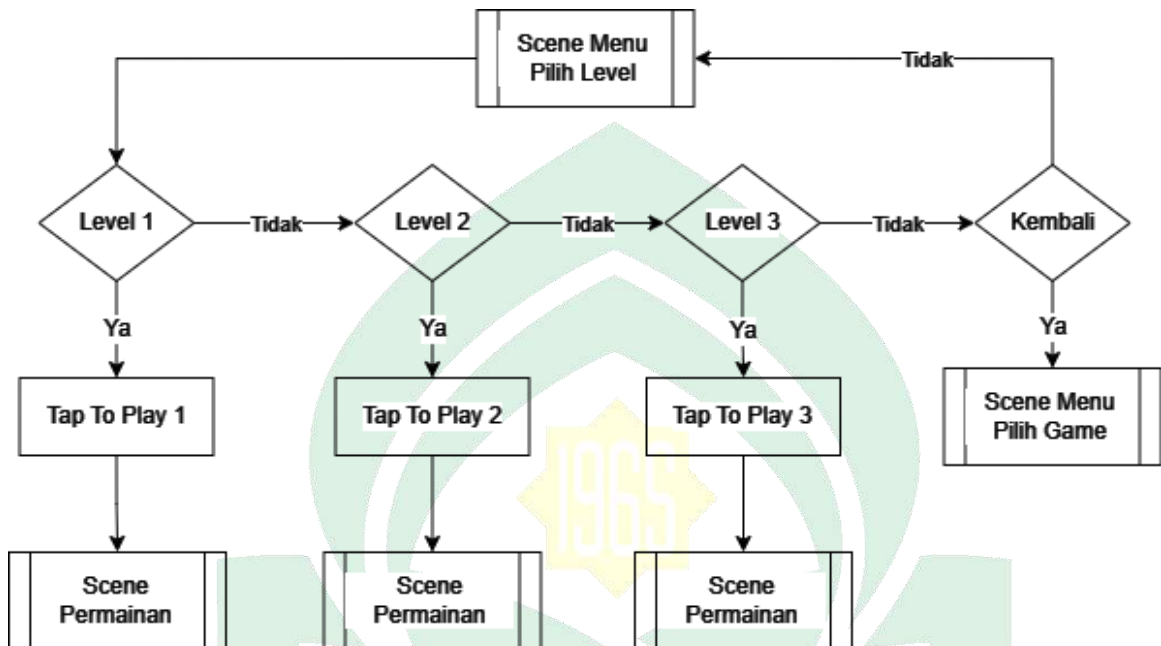 Scene Menu
Pilih Level
Tidak
Level 1
Tidak
Level 2
Tidak
Level 3
Tidak
Kembali
Ya
Ya
Ya
Ya
Tap To Play 1
Tap To Play 2
Tap To Play 3
Scene Menu
Pilih Game
1965
Scene
Permainan
Scene
Permainan
Scene
Permainan